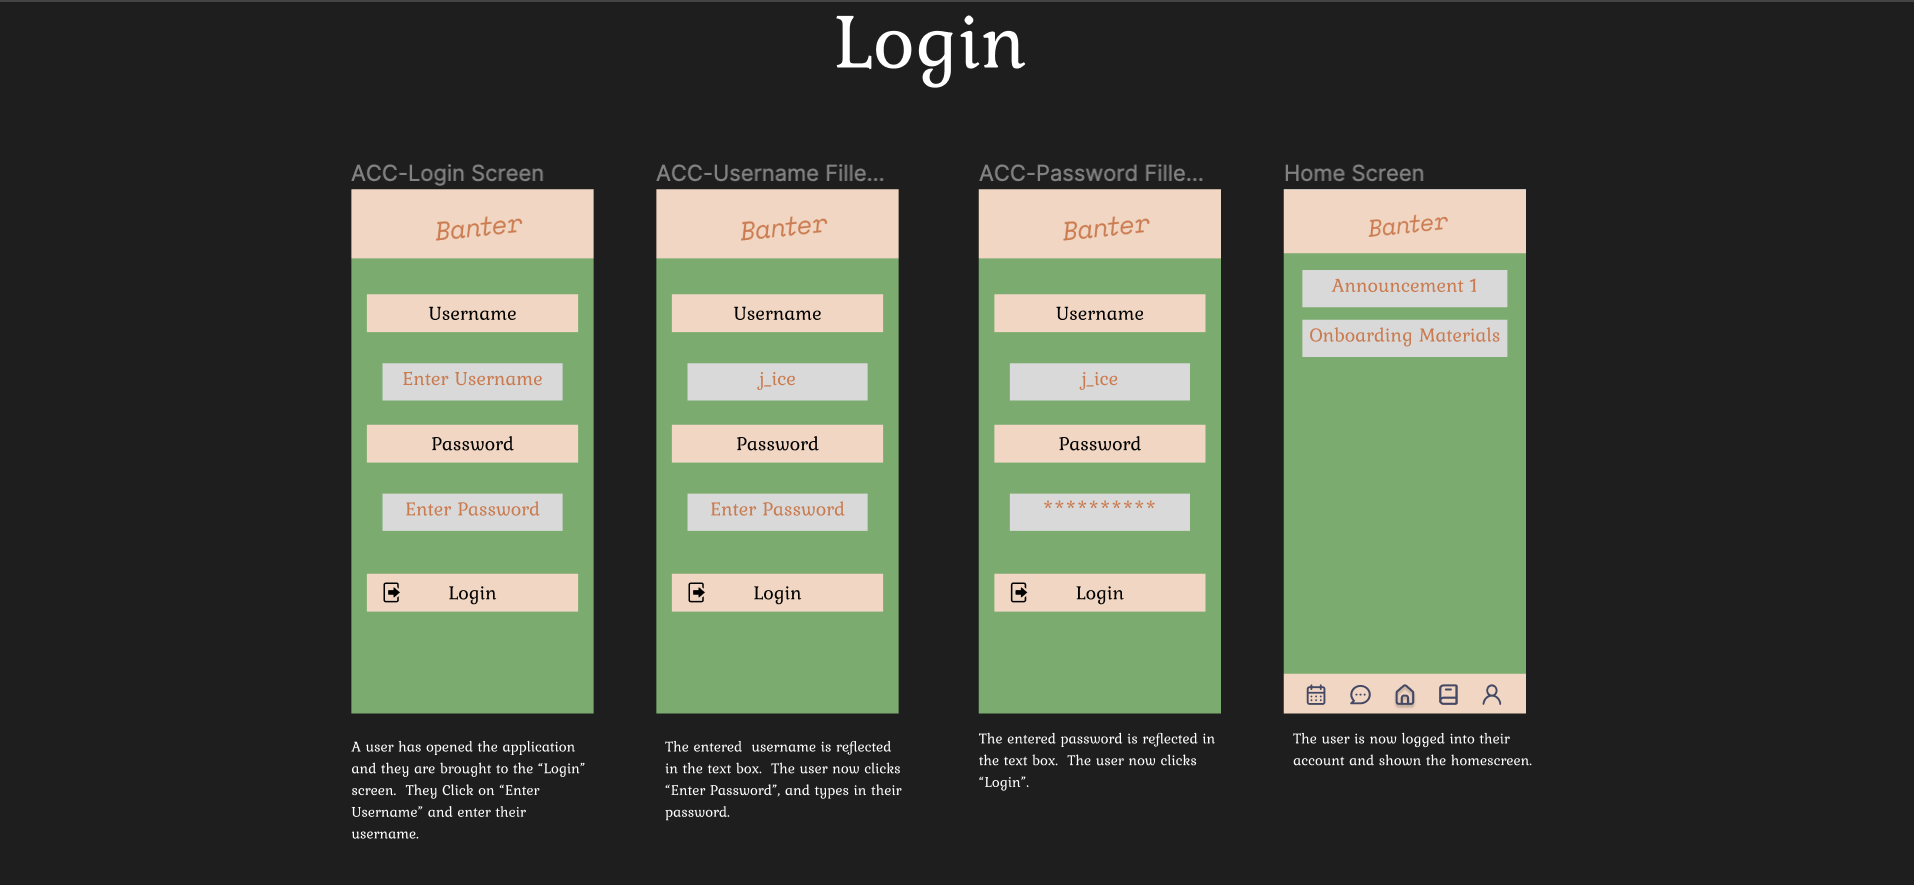 Login
ACC-Login Screen
Banter
Username
Enter Username
Password
Enter Password
Login
A user has opened the application
and they are brought to the “Login”
screen.  They Click on “Enter
Username” and enter their
username.
ACC-Username Fille...
Banter
Username
j_ice
Password
Enter Password
Login
The entered  username is reflected
in the text box.  The user now clicks
“Enter Password”, and types in their
password.
ACC-Password Fille...
Banter
Username
j_ice
Password
**********
Login
The entered password is reflected in
the text box.  The user now clicks
“Login”.
Home Screen
Banter
Announcement 1
Onboarding Materials
The user is now logged into their
account and shown the homescreen.